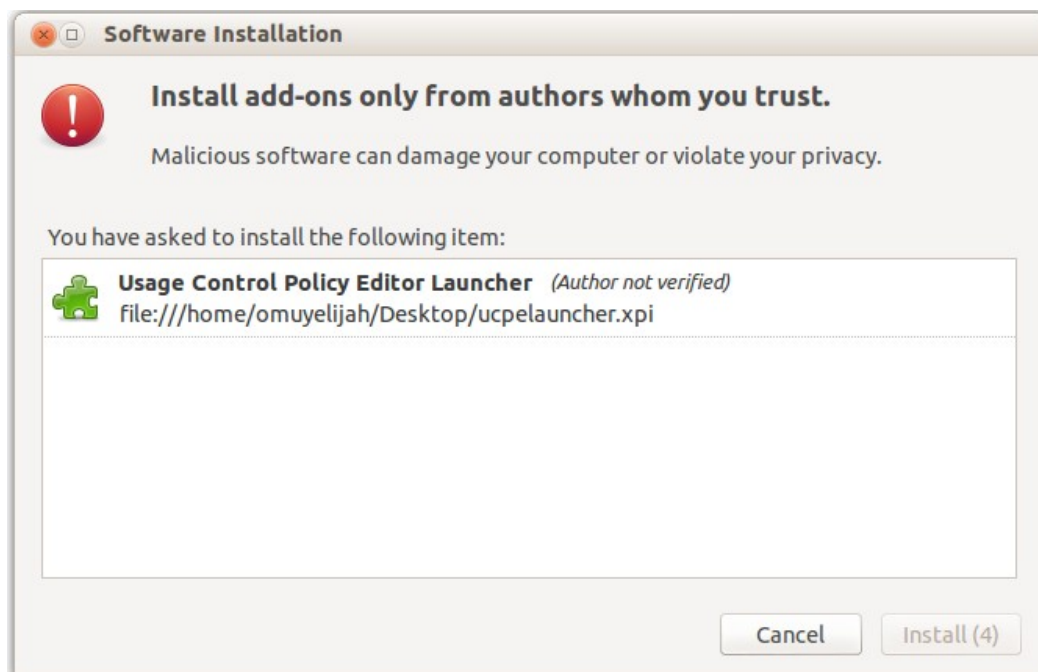 Software Installation
Install add-ons only from authors whom you trust.
Malicious software can damage your computer or violate your privacy.
You have asked to install the following item:
Usage Control Policy Editor Launcher (Author not verified)
file:///home/omuyelijah/Desktop/ucpelauncher.xpi
Cancel Install (4)